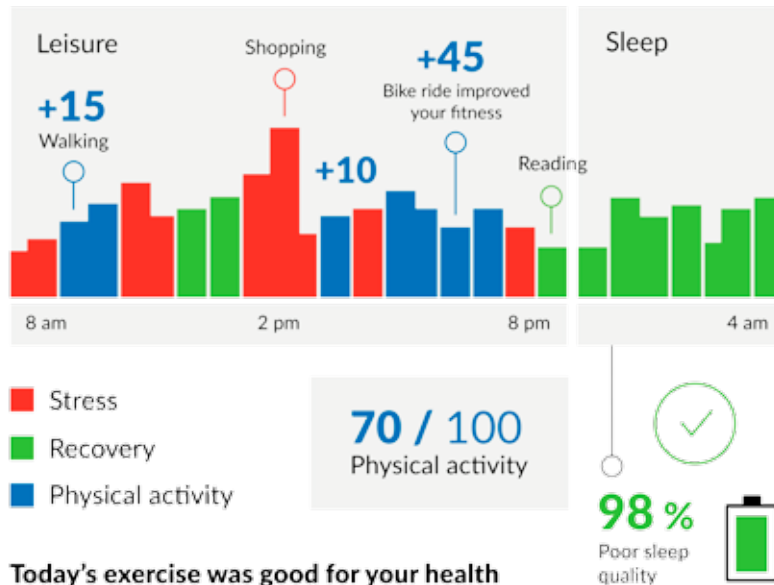 Leisure
Shopping
+45
Bike ride improved
your fitness
+15
Walking
+10
Reading
Sleep
8 am
2 pm
8 pm
4 am
Stress
Recovery
Physical activity
70 / 100
Physical activity
98 %
Poor sleep
quality
Today's exercise was good for your health